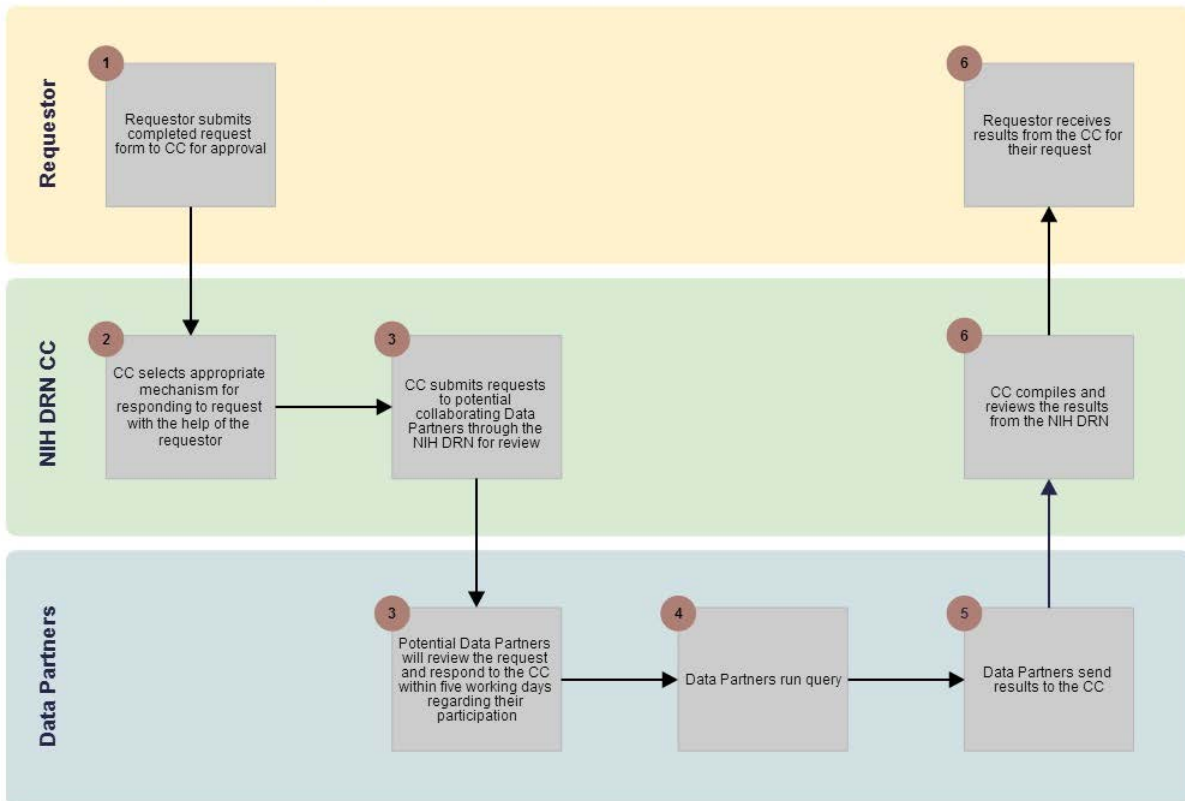 Requestor
1
Requestor submits
completed request
form to CC for approval
6
Requestor receives
results from the CC for
their request
NIH DRN CC
2
CC selects appropriate
mechanism for
responding to request
with the help of the
requestor
3
CC submits requests
to potential
collaborating Data
Partners through the
NIH DRN for review
6
CC compiles and
reviews the results
from the NIH DRN
Data Partners
3
Potential Data Partners
will review the request
and respond to the CC
within five working days
regarding their
participation
4
Data Partners run query
5
Data Partners send
results to the CC